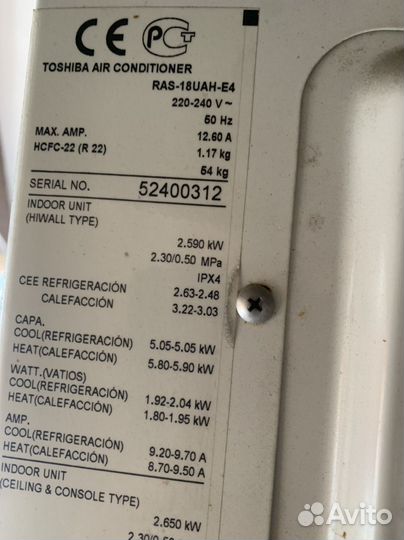 CE PCT
TOSHIBA AIR CONDITIONER
RAS-18UAH-E4
220-240 V ~
50 Hz
MAX. AMP. 12.60 A
HCFC-22 (R 22) 1.17 kg
54 kg
SERIAL NO. 52400312
INDOOR UNIT
(HIWALL TYPE)
2.590 kW
2.30/0.50 MPa
IPX4
CEE REFRIGERACIÓN 2.63-2.48
CALEFACCIÓN 3.22-3.03
CAPA.
COOL(REFRIGERACIÓN) 5.05-5.05 kW
HEAT(CALEFACCIÓN) 5.80-5.90 kW
WATT.(VATIOS)
COOL(REFRIGERACIÓN) 1.92-2.04 kW
HEAT(CALEFACCIÓN) 1.80-1.95 kW
AMP.
COOL(REFRIGERACIÓN) 9.20-9.70 A
HEAT(CALEFACCIÓN) 8.70-9.50 A
INDOOR UNIT
(CEILING & CONSOLE TYPE)
2.650 kW
2.30/0.50
Avito